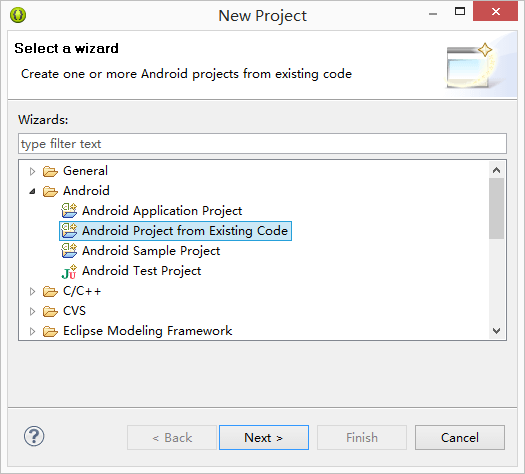 New Project
Select a wizard
Create one or more Android projects from existing code
Wizards:
type filter text
General
Android
Android Application Project
Android Project from Existing Code
Android Sample Project
Android Test Project
C/C++
CVS
Eclipse Modeling Framework
< Back
Next >
Finish
Cancel